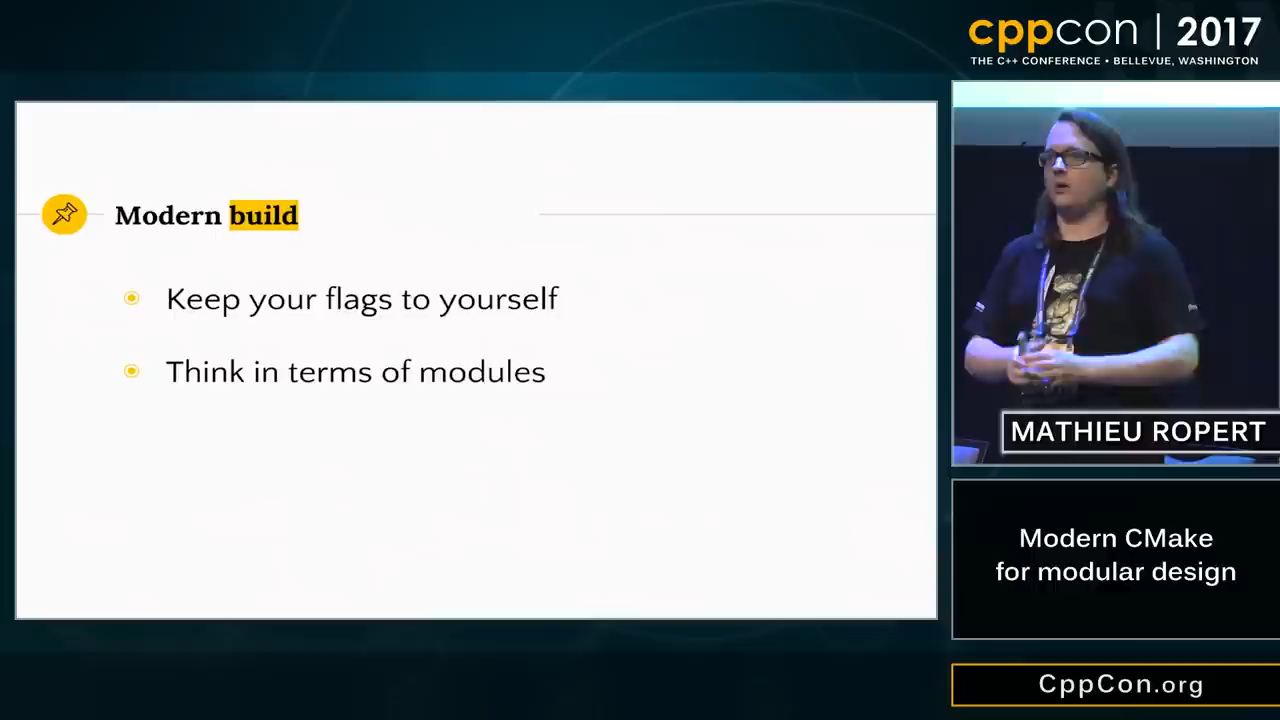 cppcon | 2017
THE C++ CONFERENCE • BELLEVUE, WASHINGTON
Modern build
Keep your flags to yourself
Think in terms of modules
MATHIEU ROPERT
Modern CMake
for modular design
CppCon.org